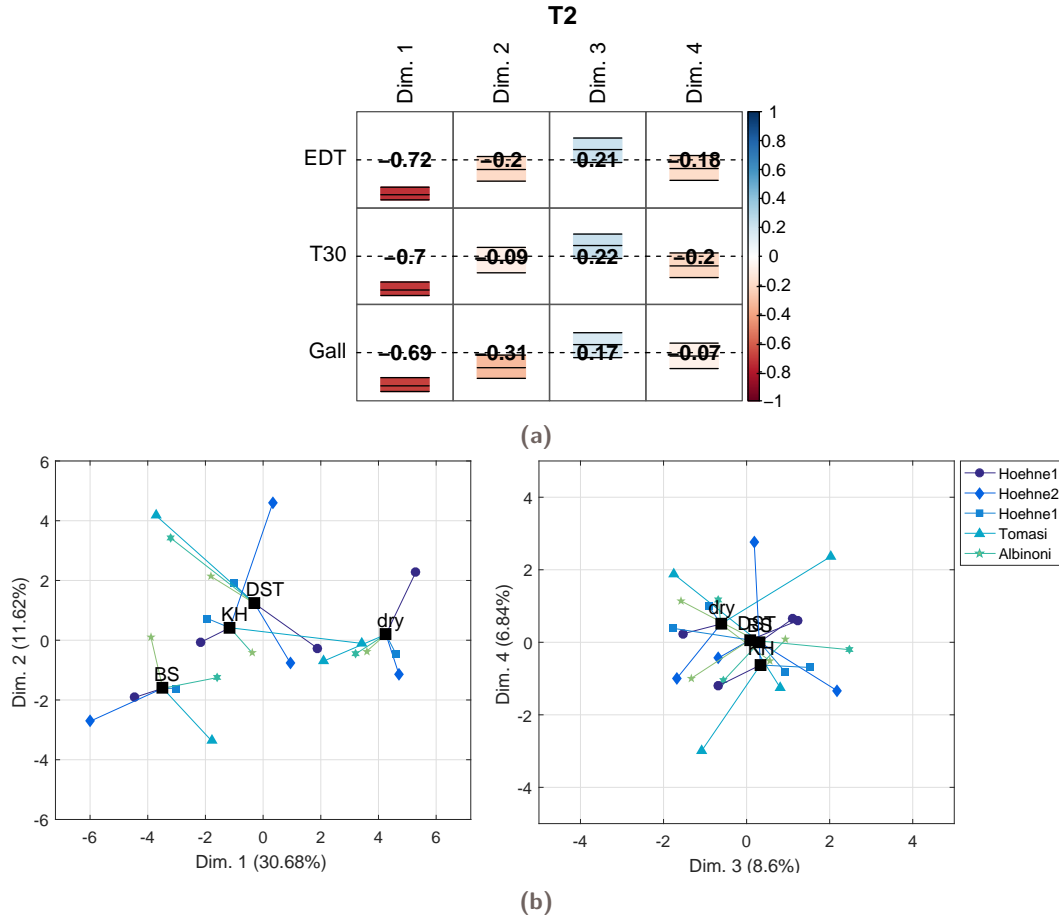 T2
Dim. 1 Dim. 2 Dim. 3 Dim. 4
EDT –0.72 –0.2 0.21 –0.18
T30 –0.7 –0.09 0.22 –0.2
Gall –0.69 –0.31 0.17 –0.07
1
0.8
0.6
0.4
0.2
0
–0.2
–0.4
–0.6
–0.8
–1
(a)
6
4
2
0
-2
-4
-6
Dim. 2 (11.62%)
DST
KH
dry
BS
-6 -4 -2 0 2 4 6
Dim. 1 (30.68%)
4
2
0
-2
-4
Dim. 4 (6.84%)
dry
DST
BS
KH
-4 -2 0 2 4
Dim. 3 (8.6%)
Hoehne1
Hoehne2
Hoehne1
Tomasi
Albinoni
(b)